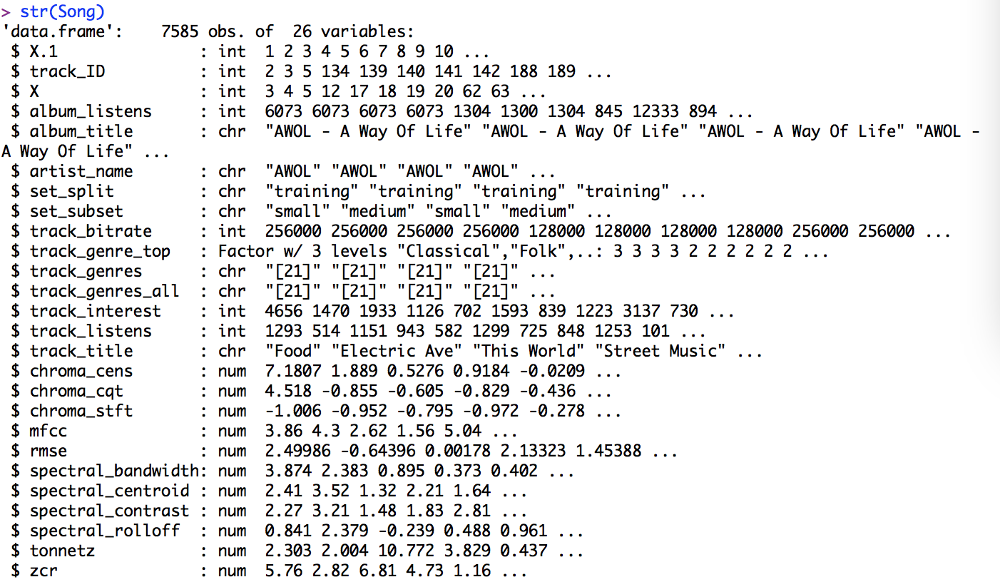 > str(Song)
'data.frame':    7585 obs. of  26 variables:
 $ X.1               : int  1 2 3 4 5 6 7 8 9 10 ...
 $ track_ID          : int  2 3 5 134 139 140 141 142 188 189 ...
 $ X                 : int  3 4 5 12 17 18 19 20 62 63 ...
 $ album_listens     : int  6073 6073 6073 6073 1304 1300 1304 845 12333 894 ...
 $ album_title       : chr  "AWOL - A Way Of Life" "AWOL - A Way Of Life" "AWOL - A Way Of Life" "AWOL -
A Way Of Life" ...
 $ artist_name       : chr  "AWOL" "AWOL" "AWOL" "AWOL" ...
 $ set_split         : chr  "training" "training" "training" "training" ...
 $ set_subset        : chr  "small" "medium" "small" "medium" ...
 $ track_bitrate     : int  256000 256000 256000 256000 128000 128000 128000 128000 256000 256000 ...
 $ track_genre_top   : Factor w/ 3 levels "Classical","Folk",..: 3 3 3 3 2 2 2 2 2 2 ...
 $ track_genres      : chr  "[21]" "[21]" "[21]" "[21]" ...
 $ track_genres_all  : chr  "[21]" "[21]" "[21]" "[21]" ...
 $ track_interest    : int  4656 1470 1933 1126 702 1593 839 1223 3137 730 ...
 $ track_listens     : int  1293 514 1151 943 582 1299 725 848 1253 101 ...
 $ track_title       : chr  "Food" "Electric Ave" "This World" "Street Music" ...
 $ chroma_cens       : num  7.1807 1.889 0.5276 0.9184 -0.0209 ...
 $ chroma_cqt        : num  4.518 -0.855 -0.605 -0.829 -0.436 ...
 $ chroma_stft       : num  -1.006 -0.952 -0.795 -0.972 -0.278 ...
 $ mfcc              : num  3.86 4.3 2.62 1.56 5.04 ...
 $ rmse              : num  2.49986 -0.64396 0.00178 2.13323 1.45388 ...
 $ spectral_bandwidth: num  3.874 2.383 0.895 0.373 0.402 ...
 $ spectral_centroid : num  2.41 3.52 1.32 2.21 1.64 ...
 $ spectral_contrast : num  2.27 3.21 1.48 1.83 2.81 ...
 $ spectral_rolloff  : num  0.841 2.379 -0.239 0.488 0.961 ...
 $ tonnetz           : num  2.303 2.004 10.772 3.829 0.437 ...
 $ zcr               : num  5.76 2.82 6.81 4.73 1.16 ...